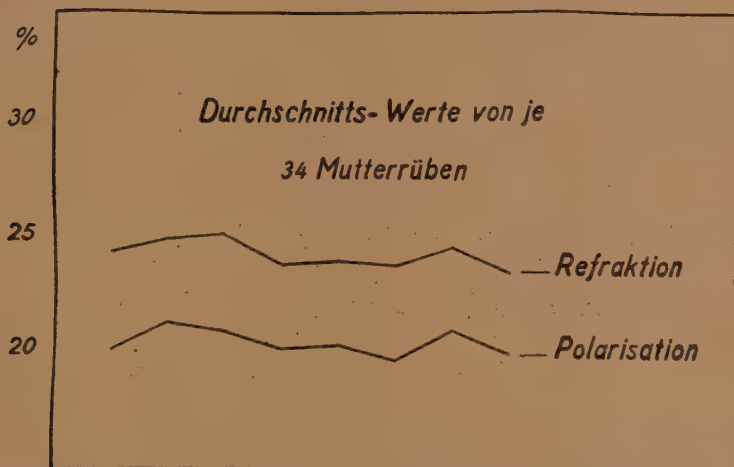 %
30
Durchschnitts-Werte von je
34 Mutterrüben
25
Refraktion
20
Polarisation